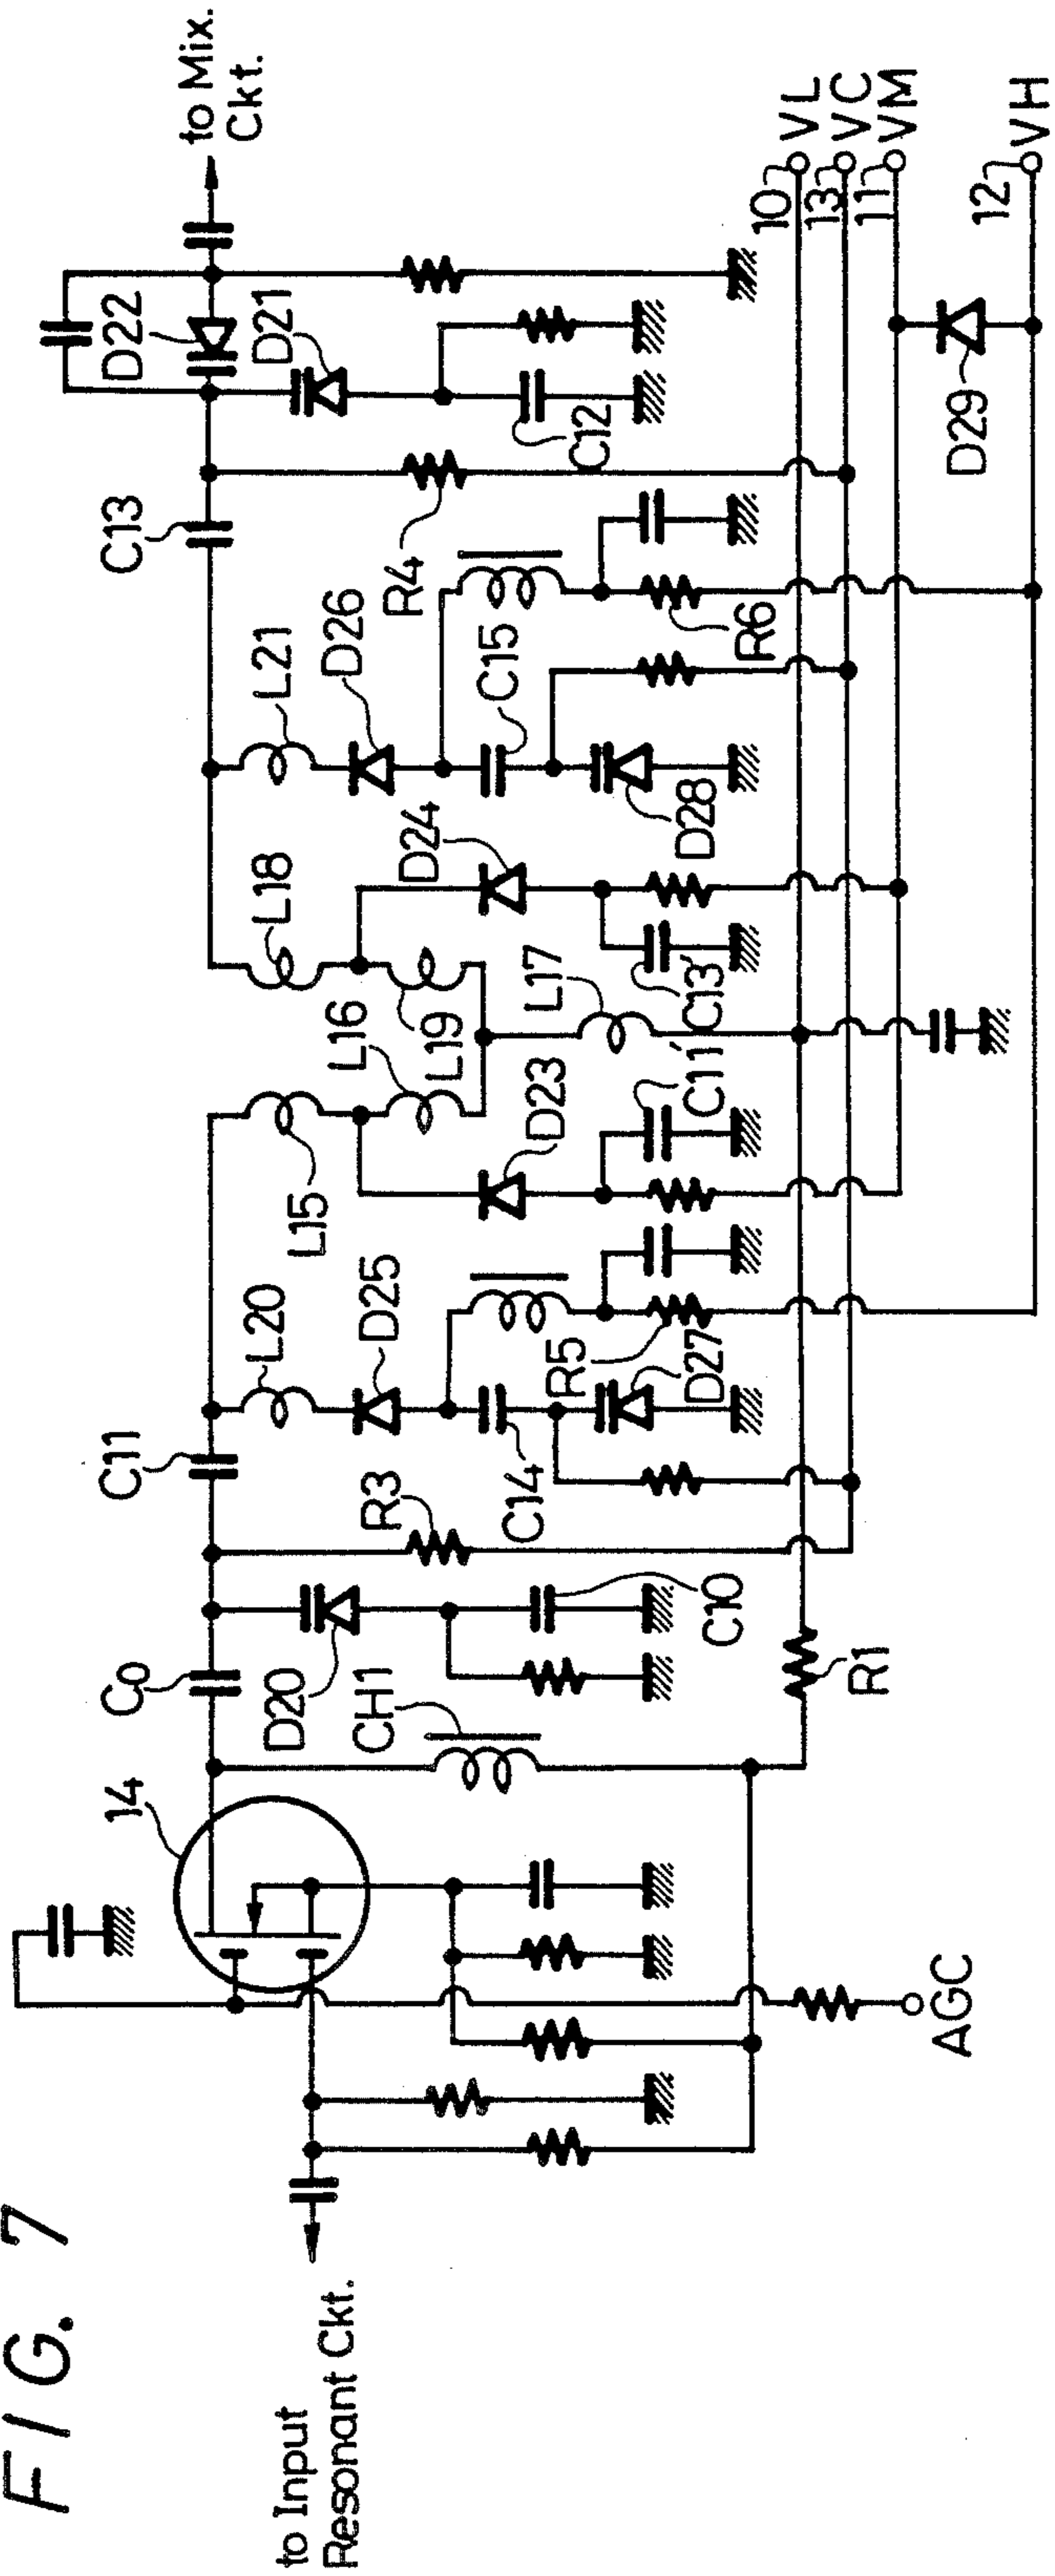 FIG. 7
to Input
Resonant Ckt.
14
AGC
C0
D20
CH1
C10
R1
R3
C11
L20
D25
C14
R5
D27
L15
L16
D23
C11'
L19
L17
L18
D24
C13'
L21
D26
C15
D28
R6
R4
C13
D22
D21
C12
to Mix.
Ckt.
10 VL
13 VC
11 VM
12 VH
D29